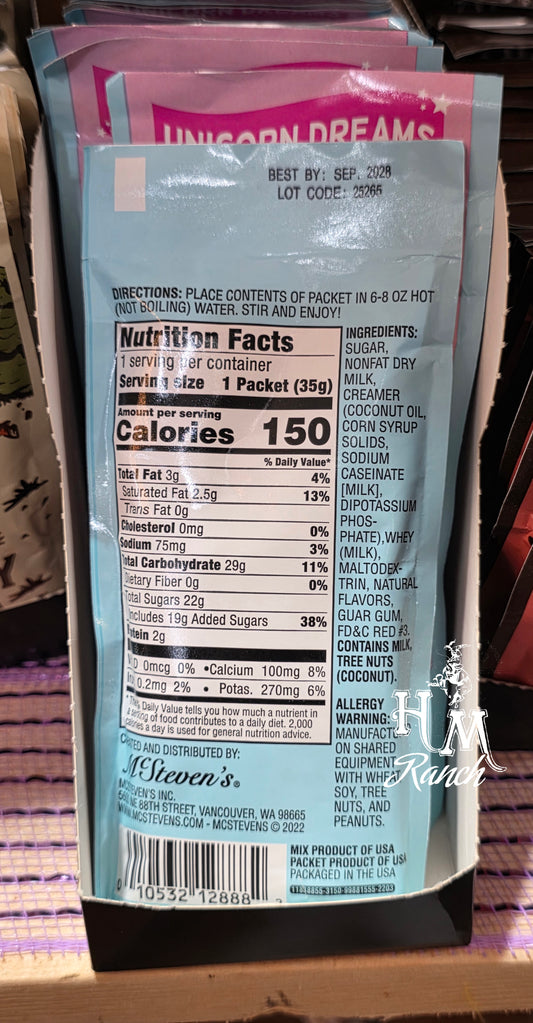 UNICORN DREAMS
BEST BY: SEP. 2028
LOT CODE: 25265
DIRECTIONS: PLACE CONTENTS OF PACKET IN 6-8 OZ HOT
(NOT BOILING) WATER. STIR AND ENJOY!
Nutrition Facts
1 serving per container
Serving size 1 Packet (35g)
Amount per serving
Calories 150
% Daily Value*
Total Fat 3g 4%
Saturated Fat 2.5g 13%
Trans Fat 0g
Cholesterol 0mg 0%
Sodium 75mg 3%
Total Carbohydrate 29g 11%
Dietary Fiber 0g 0%
Total Sugars 22g
Includes 19g Added Sugars 38%
Protein 2g
D 0mcg 0% • Calcium 100mg 8%
0.2mg 2% • Potas. 270mg 6%
* The % Daily Value tells you how much a nutrient in
a serving of food contributes to a daily diet. 2,000
calories a day is used for general nutrition advice.
INGREDIENTS:
SUGAR,
NONFAT DRY
MILK,
CREAMER
(COCONUT OIL,
CORN SYRUP
SOLIDS,
SODIUM
CASEINATE
[MILK],
DIPOTASSIUM
PHOS-
PHATE),WHEY
(MILK),
MALTODEX-
TRIN, NATURAL
FLAVORS,
GUAR GUM,
FD&C RED #3.
CONTAINS MILK,
TREE NUTS
(COCONUT).
ALLERGY
WARNING:
MANUFACTU
ON SHARED
EQUIPMENT
WITH WHE
SOY, TREE
NUTS, AND
PEANUTS.
CREATED AND DISTRIBUTED BY:
McSteven's®
MCSTEVEN'S INC.
NE 88TH STREET, VANCOUVER, WA 98665
WWW.MCSTEVENS.COM - MCSTEVENS © 2022
0 10532 12888
MIX PRODUCT OF USA
PACKET PRODUCT OF USA
PACKAGED IN THE USA
HM
Ranch